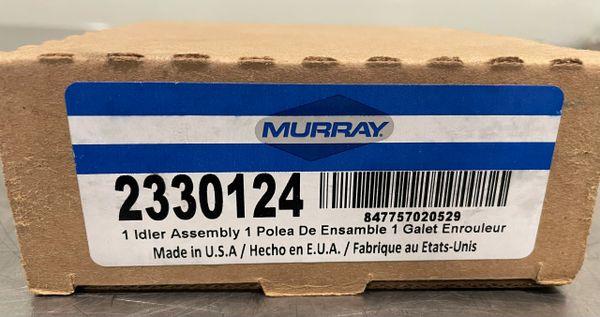 MURRAY
2330124
847757020529
1 Idler Assembly 1 Polea De Ensamble 1 Galet Enrouleur
Made in U.S.A / Hecho en E.U.A. / Fabrique au Etats-Unis